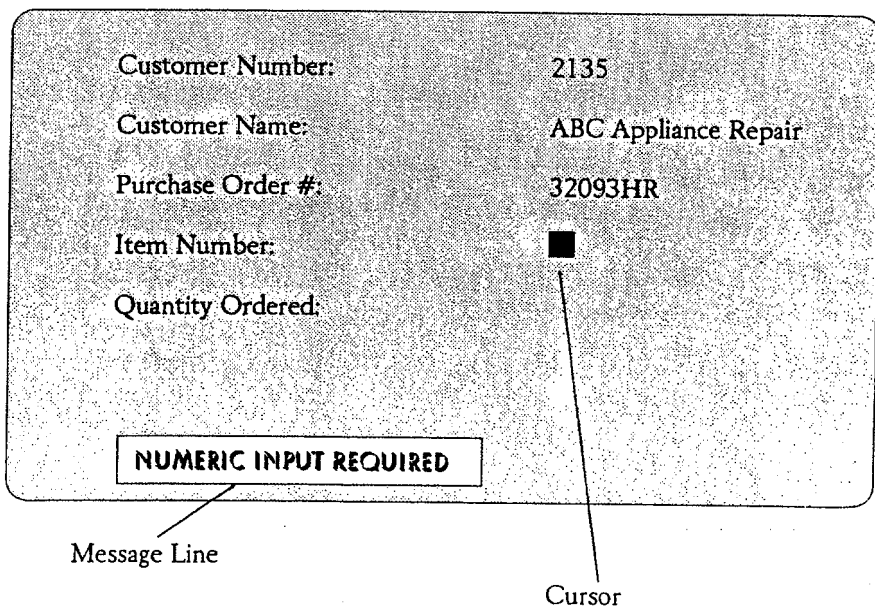 Customer Number: 2135
Customer Name: ABC Appliance Repair
Purchase Order #: 32093HR
Item Number:
Quantity Ordered:
NUMERIC INPUT REQUIRED
Message Line
Cursor